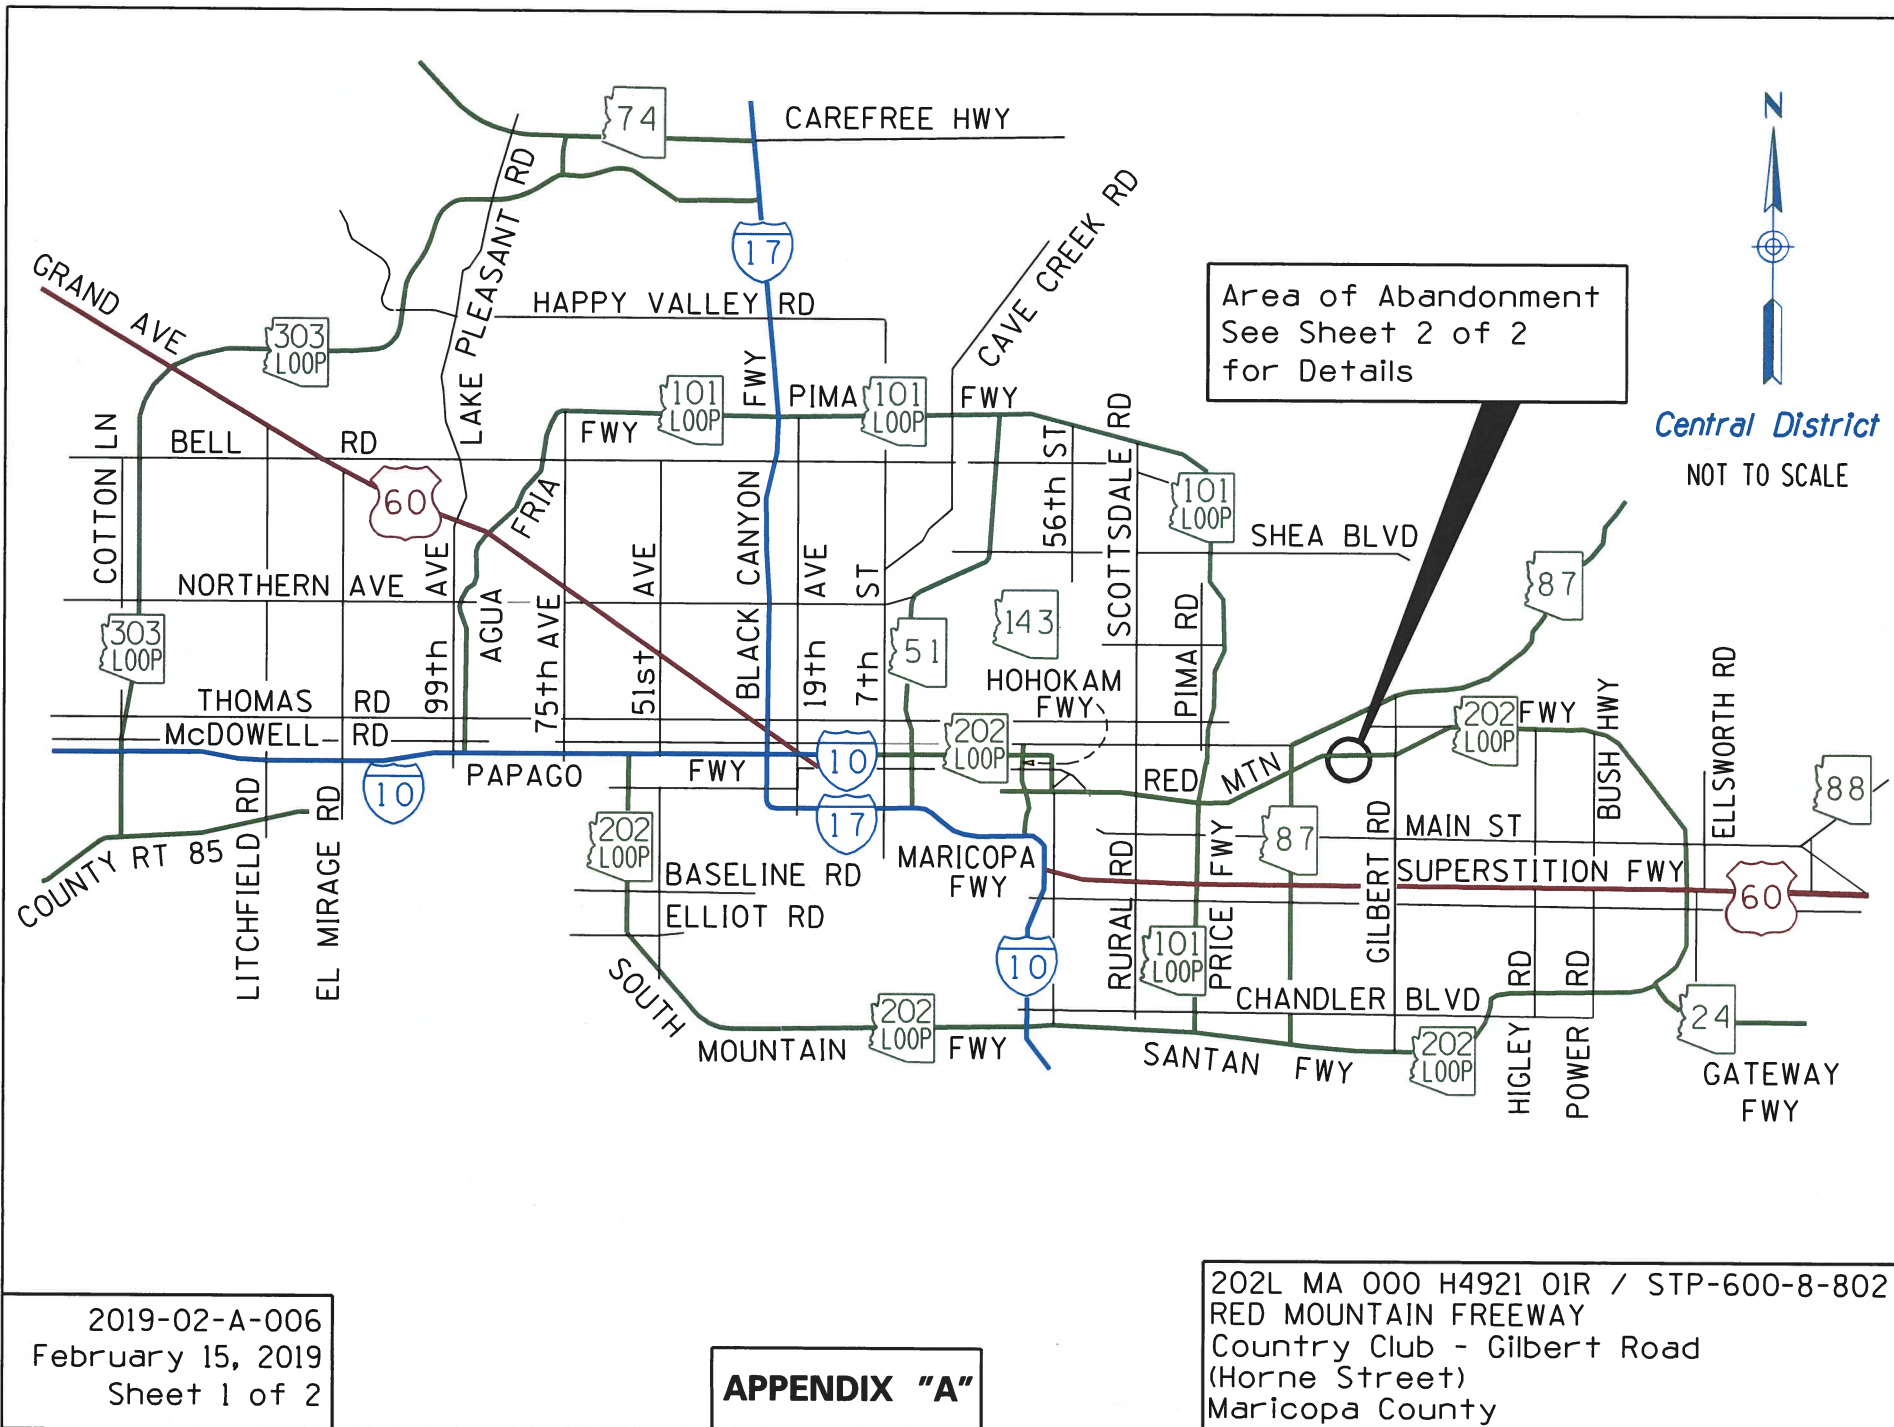 74
CAREFREE HWY
N
LAKE PLEASANT RD
17
CAVE CREEK RD
GRAND AVE
HAPPY VALLEY RD
Area of Abandonment
See Sheet 2 of 2
for Details
303
LOOP
101
LOOP
FWY
PIMA
101
LOOP
FWY
Central District
NOT TO SCALE
COTTON LN
BELL RD
FWY
60
AGUA FRIA
BLACK CANYON
56th ST
SCOTTSDALE RD
101
LOOP
SHEA BLVD
87
NORTHERN AVE
99th AVE
75th AVE
51st AVE
19th AVE
7th ST
51
143
PIMA RD
303
LOOP
HOHOKAM
FWY
THOMAS RD
McDOWELL RD
202
LOOP
202
LOOP
FWY
BUSH HWY
ELLSWORTH RD
10
PAPAGO FWY
10
RED MTN
88
LITCHFIELD RD
EL MIRAGE RD
COUNTY RT 85
202
LOOP
17
MARICOPA
FWY
87
GILBERT RD
MAIN ST
SUPERSTITION FWY
60
BASELINE RD
ELLIOT RD
RURAL RD
PRICE FWY
10
101
LOOP
CHANDLER BLVD
HIGLEY RD
POWER RD
SOUTH MOUNTAIN
202
LOOP
FWY
SANTAN FWY
202
LOOP
24
GATEWAY
FWY
2019-02-A-006
February 15, 2019
Sheet 1 of 2
APPENDIX "A"
202L MA 000 H4921 01R / STP-600-8-802
RED MOUNTAIN FREEWAY
Country Club - Gilbert Road
(Horne Street)
Maricopa County